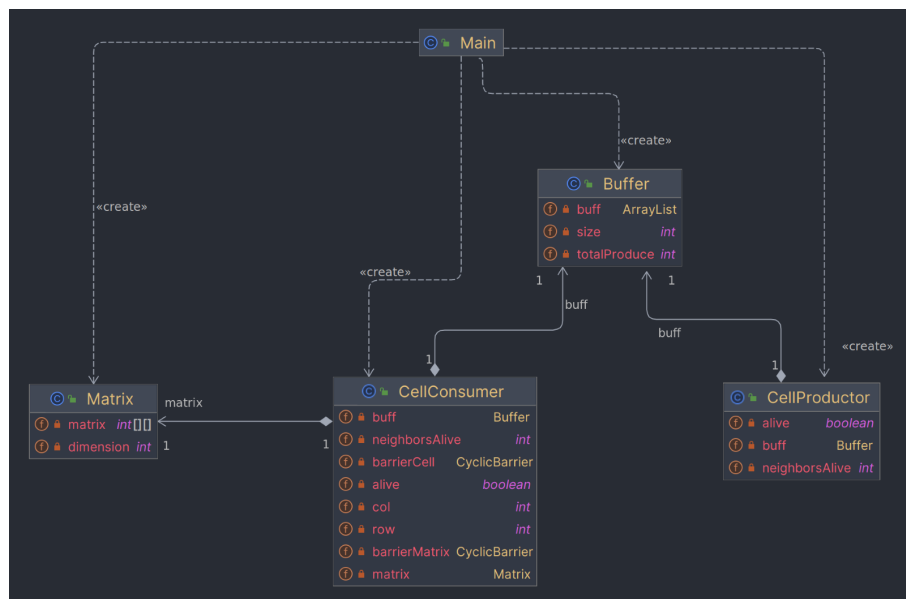 Main
«create»
Buffer
buff ArrayList
size int
totalProduce int
«create»
«create»
1
1
buff
buff
«create»
1
1
Matrix
matrix int[][]
dimension int
matrix
1
1
CellConsumer
buff Buffer
neighborsAlive int
barrierCell CyclicBarrier
alive boolean
col int
row int
barrierMatrix CyclicBarrier
matrix Matrix
CellProductor
alive boolean
buff Buffer
neighborsAlive int